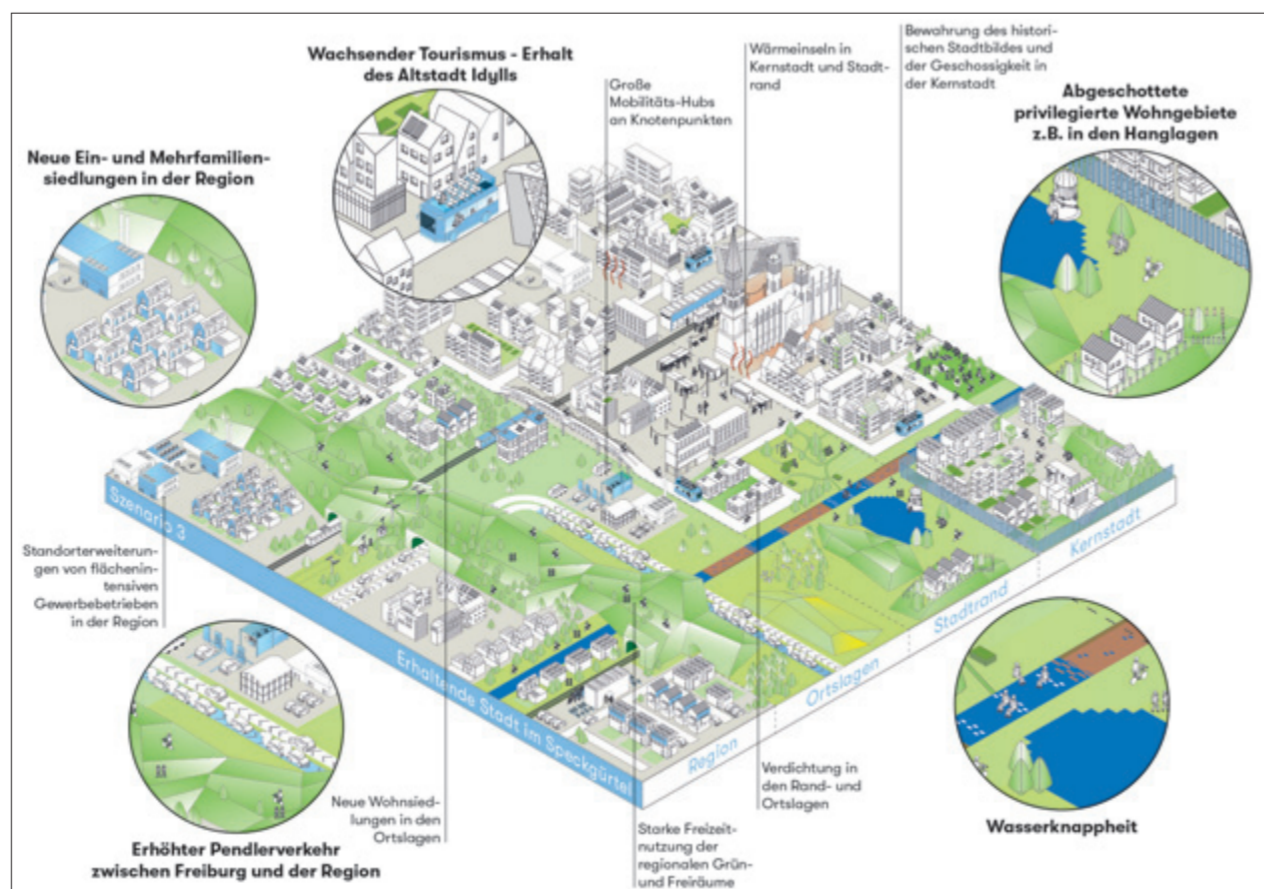 Wachsender Tourismus - Erhalt
des Altstadt Idylls
Große
Mobilitäts-Hubs
an Knotenpunkten
Wärmeinseln in
Kernstadt und Stadt-
rand
Bewahrung des histori-
schen Stadtbildes und
der Geschossigkeit in
der Kernstadt
Abgeschottete
privilegierte Wohngebiete
z.B. in den Hanglagen
Neue Ein- und Mehrfamilien-
siedlungen in der Region
Szenario 3
Erhaltende Stadt im Speckgürtel
Region
Ortslagen
Stadtrand
Kernstadt
Standorterweiterun-
gen von flächenin-
tensiven
Gewerbebetrieben
in der Region
Erhöhter Pendlerverkehr
zwischen Freiburg und der Region
Neue Wohnsied-
lungen in den
Ortslagen
Starke Freizeit-
nutzung der
regionalen Grün-
und Freiräume
Verdichtung in
den Rand- und
Ortslagen
Wasserknappheit